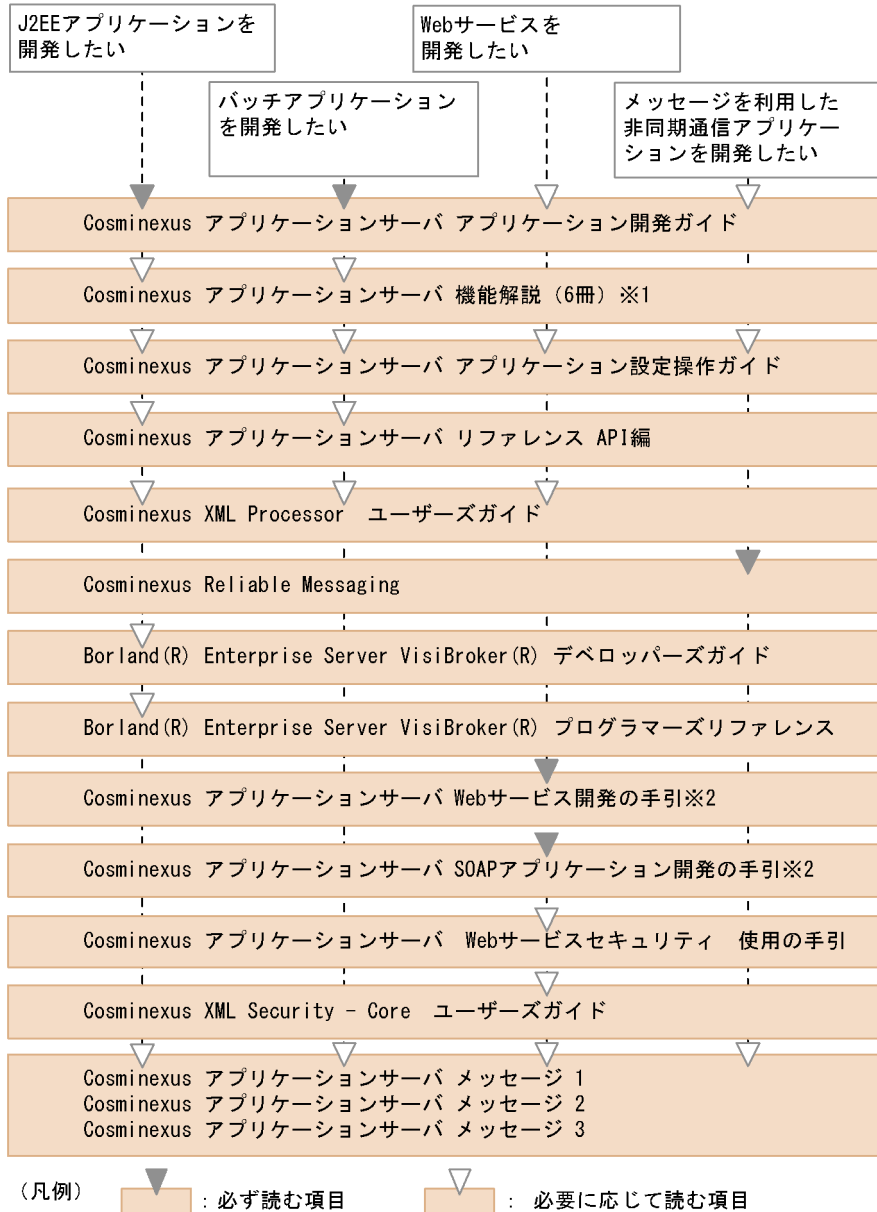 J2EEアプリケーションを
開発したい
Webサービスを
開発したい
バッチアプリケーション
を開発したい
メッセージを利用した
非同期通信アプリケー
ションを開発したい
Cosminexus アプリケーションサーバ アプリケーション開発ガイド
Cosminexus アプリケーションサーバ 機能解説（6冊）※1
Cosminexus アプリケーションサーバ アプリケーション設定操作ガイド
Cosminexus アプリケーションサーバ リファレンス API編
Cosminexus XML Processor　ユーザーズガイド
Cosminexus Reliable Messaging
Borland(R) Enterprise Server VisiBroker(R) デベロッパーズガイド
Borland(R) Enterprise Server VisiBroker(R) プログラマーズリファレンス
Cosminexus アプリケーションサーバ Webサービス開発の手引※2
Cosminexus アプリケーションサーバ SOAPアプリケーション開発の手引※2
Cosminexus アプリケーションサーバ　Webサービスセキュリティ　使用の手引
Cosminexus XML Security - Core　ユーザーズガイド
Cosminexus アプリケーションサーバ メッセージ 1
Cosminexus アプリケーションサーバ メッセージ 2
Cosminexus アプリケーションサーバ メッセージ 3
（凡例） ：必ず読む項目 ： 必要に応じて読む項目